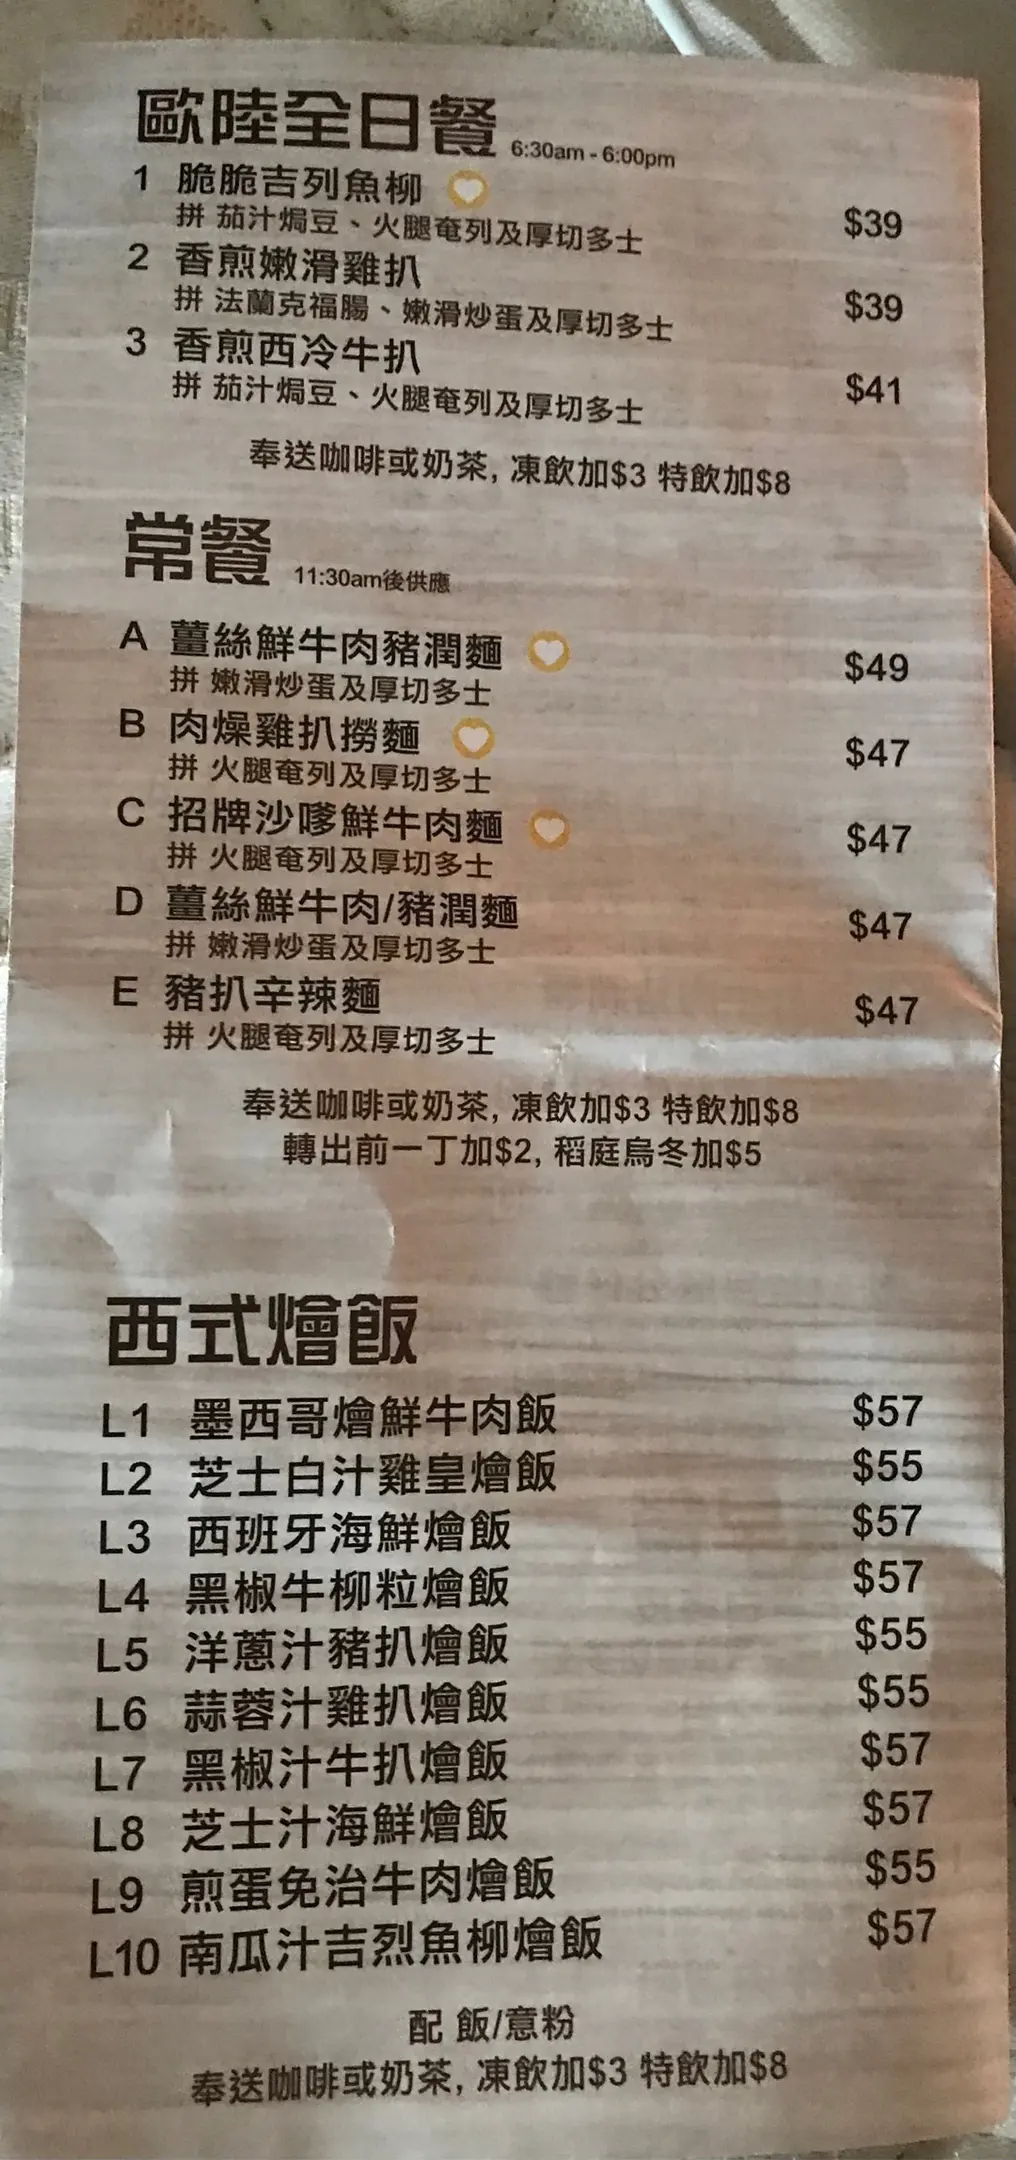 歐陸全日餐 6:30am - 6:00pm
1 脆脆吉列魚柳 $39
拼 茄汁焗豆、火腿奄列及厚切多士
2 香煎嫩滑雞扒 $39
拼 法蘭克福腸、嫩滑炒蛋及厚切多士
3 香煎西冷牛扒 $41
拼 茄汁焗豆、火腿奄列及厚切多士
奉送咖啡或奶茶, 凍飲加$3 特飲加$8
常餐 11:30am後供應
A 薑絲鮮牛肉豬潤麵 $49
拼 嫩滑炒蛋及厚切多士
B 肉燥雞扒撈麵 $47
拼 火腿奄列及厚切多士
C 招牌沙嗲鮮牛肉麵 $47
拼 火腿奄列及厚切多士
D 薑絲鮮牛肉/豬潤麵 $47
拼 嫩滑炒蛋及厚切多士
E 豬扒辛辣麵 $47
拼 火腿奄列及厚切多士
奉送咖啡或奶茶, 凍飲加$3 特飲加$8
轉出前一丁加$2, 稻庭烏冬加$5
西式燴飯
L1 墨西哥燴鮮牛肉飯 $57
L2 芝士白汁雞皇燴飯 $55
L3 西班牙海鮮燴飯 $57
L4 黑椒牛柳粒燴飯 $57
L5 洋蔥汁豬扒燴飯 $55
L6 蒜蓉汁雞扒燴飯 $55
L7 黑椒汁牛扒燴飯 $57
L8 芝士汁海鮮燴飯 $57
L9 煎蛋免治牛肉燴飯 $55
L10 南瓜汁吉烈魚柳燴飯 $57
配 飯/意粉
奉送咖啡或奶茶, 凍飲加$3 特飲加$8